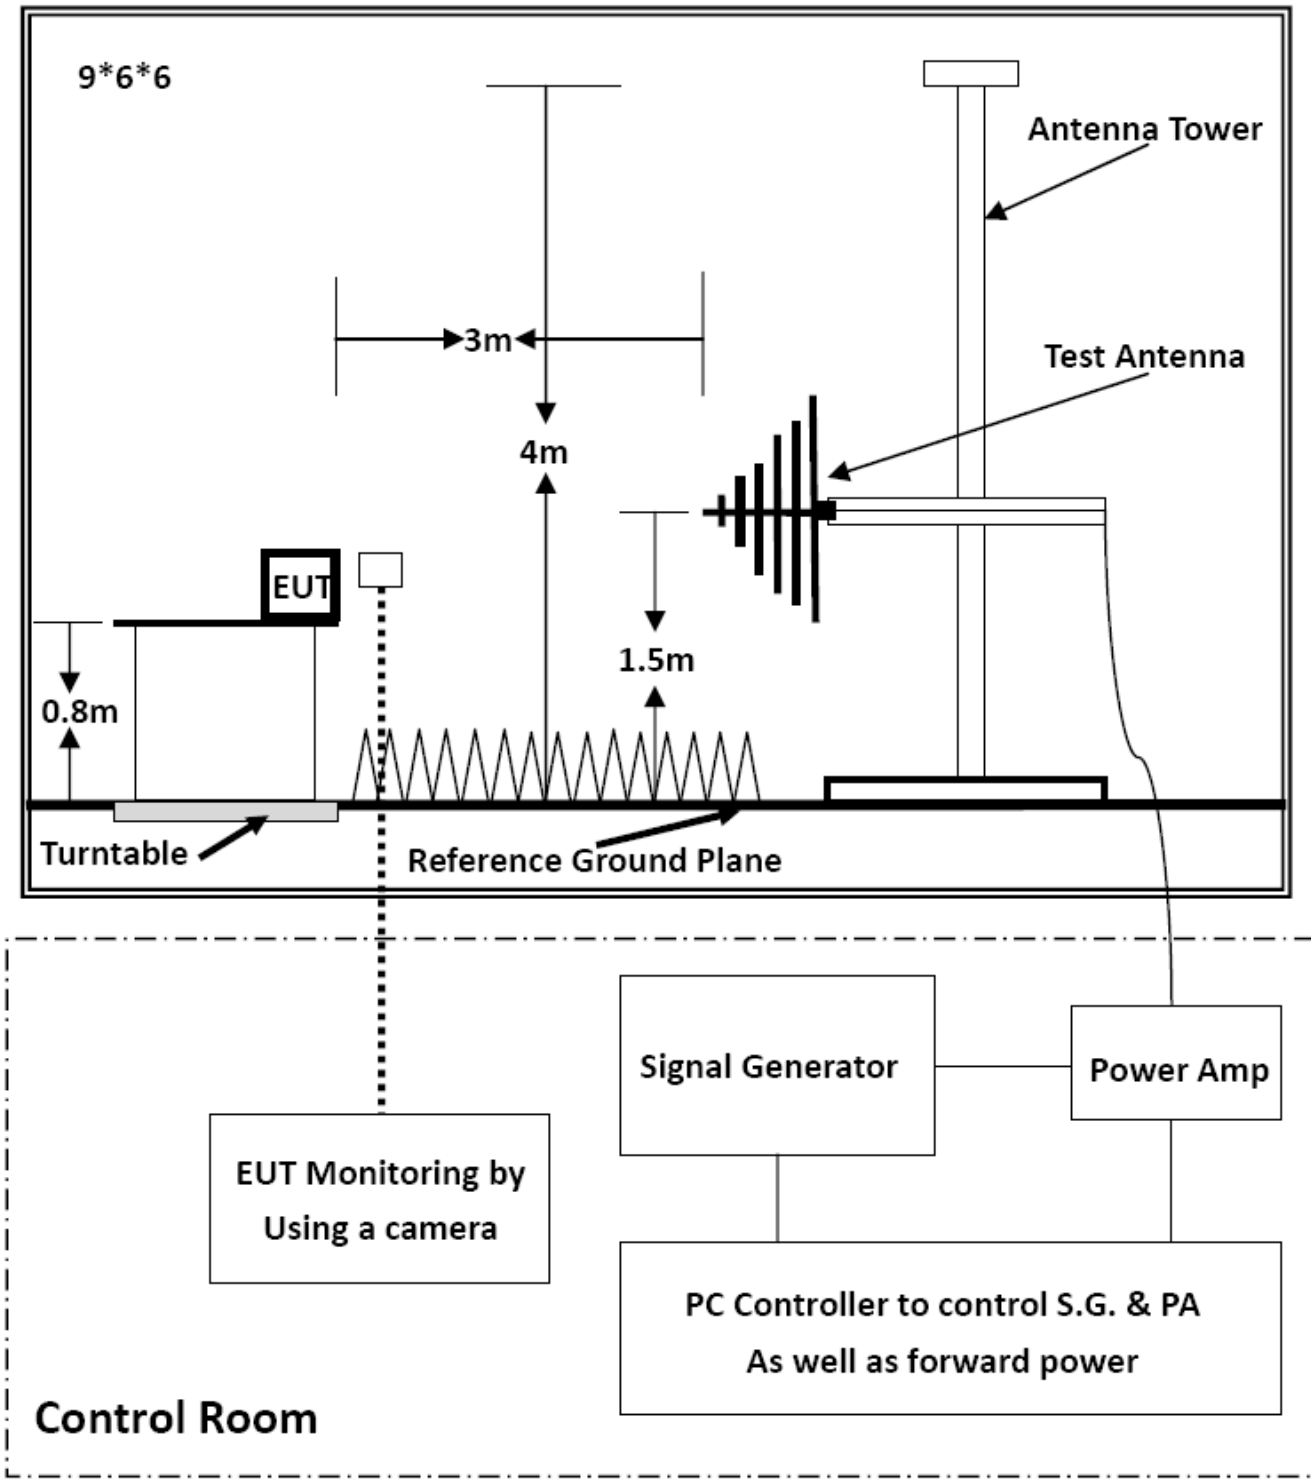 9*6*6
Antenna Tower
3m
Test Antenna
4m
EUT
1.5m
0.8m
Turntable
Reference Ground Plane
Signal Generator
Power Amp
EUT Monitoring by
Using a camera
PC Controller to control S.G. & PA
As well as forward power
Control Room